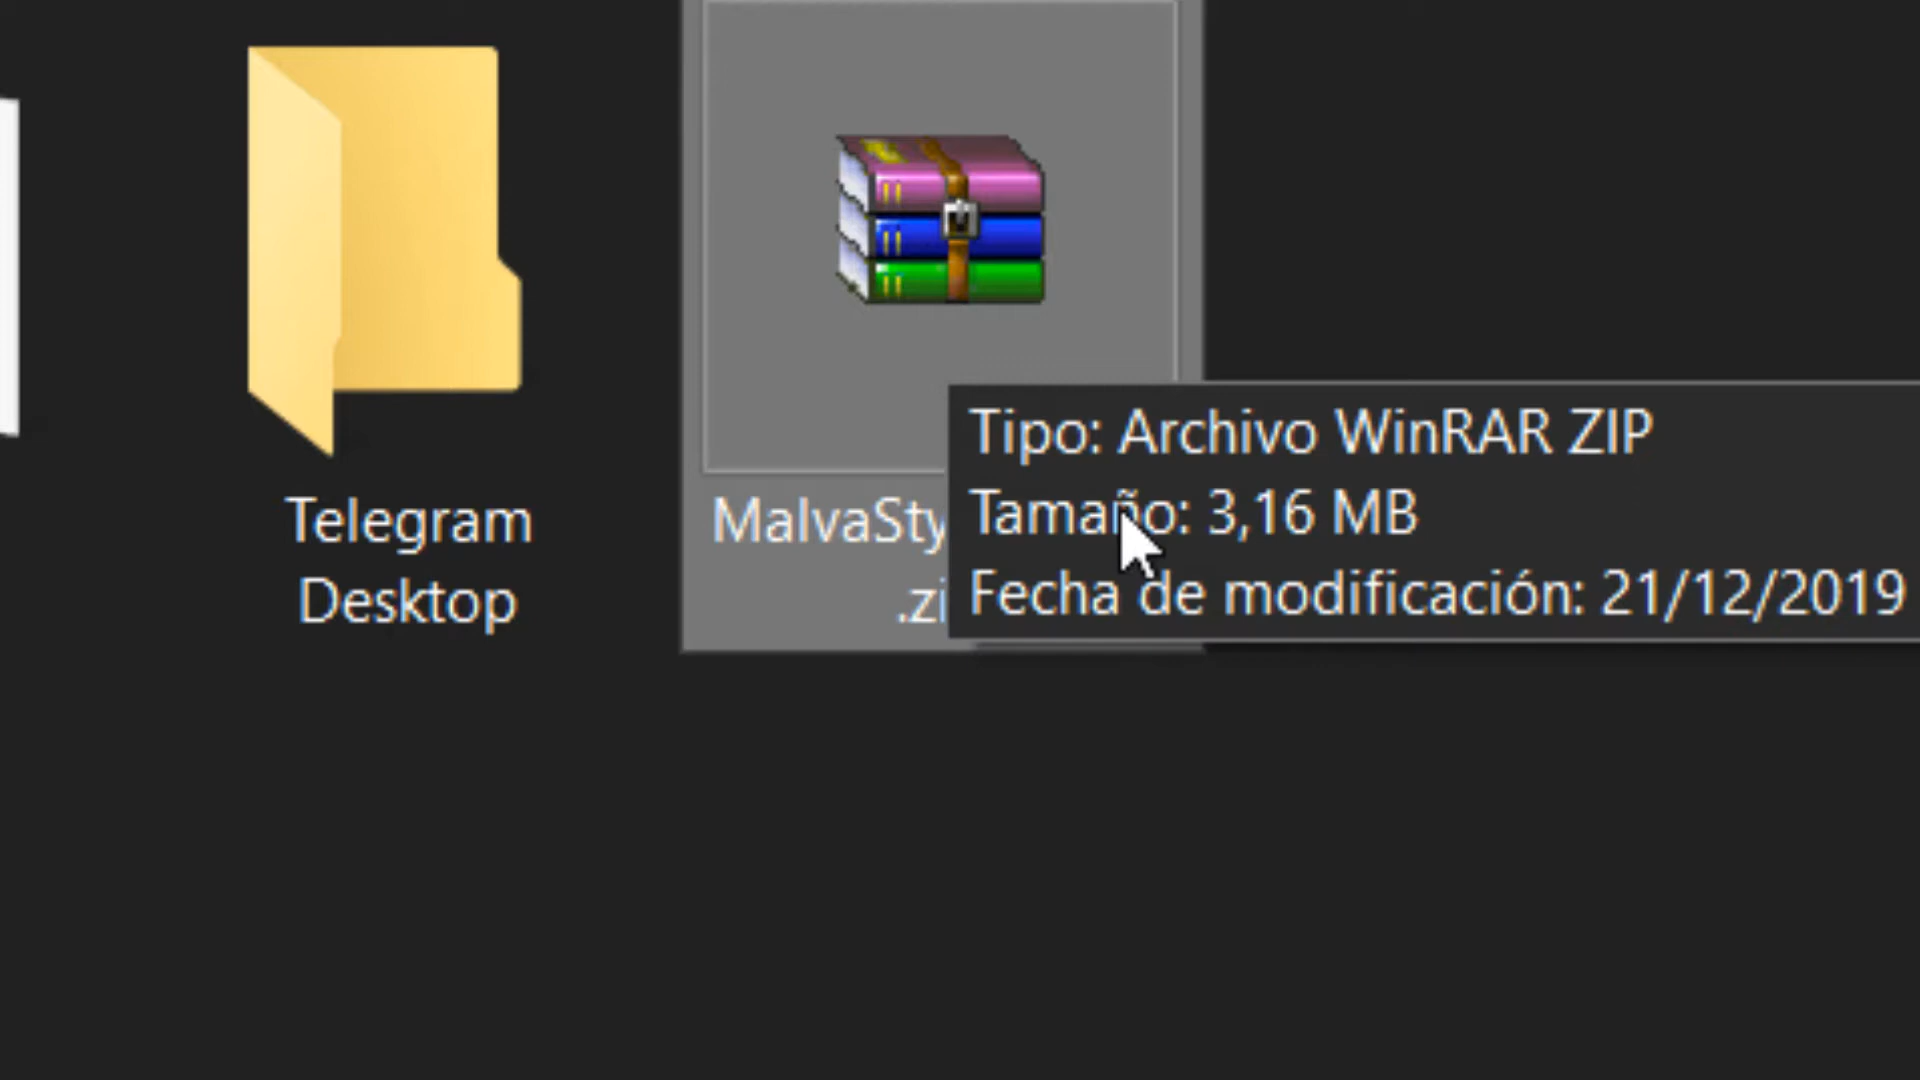 Telegram
Desktop
MalvaSty
.zi
Tipo: Archivo WinRAR ZIP
Tamaño: 3,16 MB
Fecha de modificación: 21/12/2019